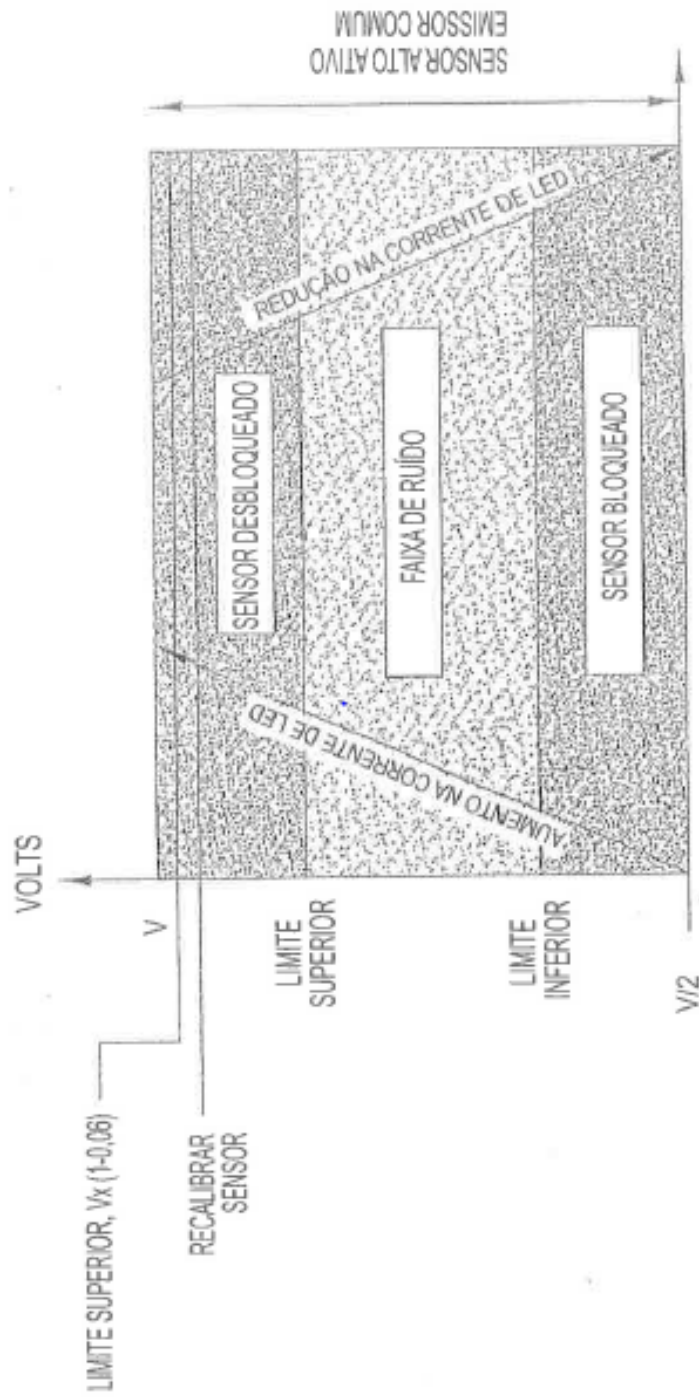 VOLTS
LIMITE SUPERIOR, Vx (1-0,06)
V
RECALIBRAR
SENSOR
LIMITE
SUPERIOR
LIMITE
INFERIOR
V/2
AUMENTO NA CORRENTE DE LED
SENSOR DESBLOQUEADO
FAIXA DE RUÍDO
SENSOR BLOQUEADO
REDUÇÃO NA CORRENTE DE LED
SENSOR ALTO ATIVO
EMISSOR COMUM